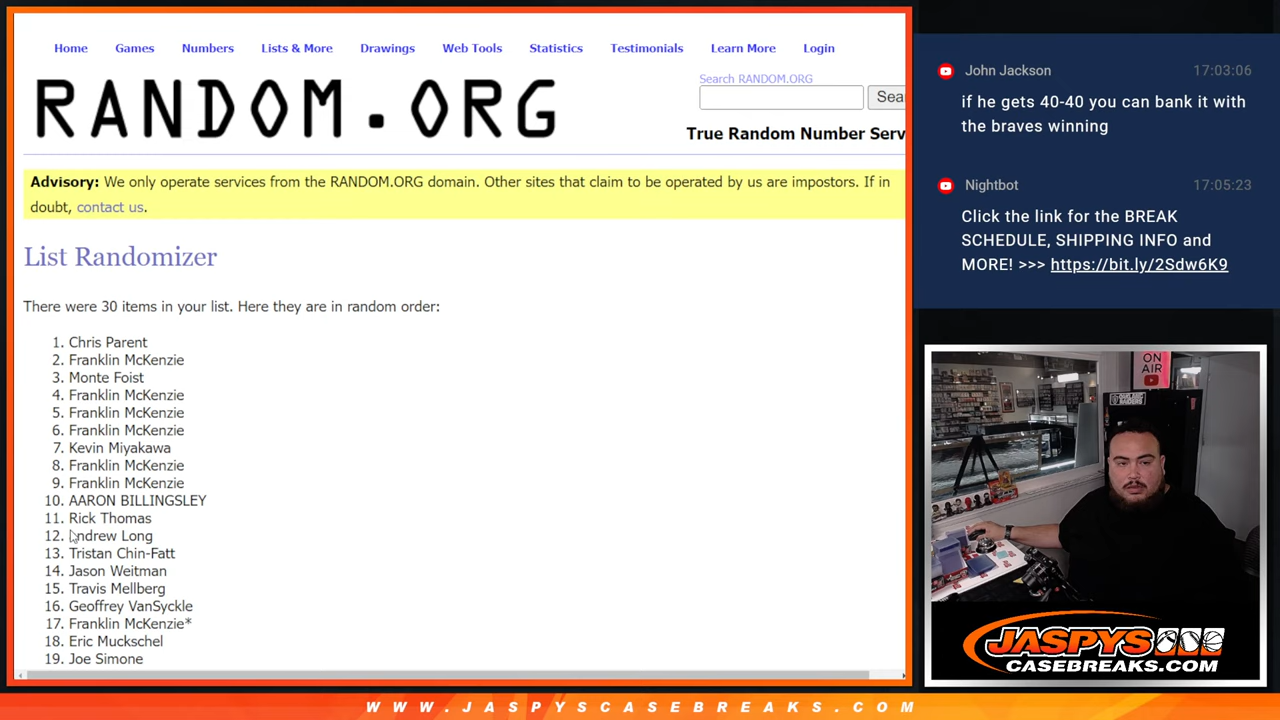 Home Games Numbers Lists & More Drawings Web Tools Statistics Testimonials Learn More Login
RANDOM.ORG
Search RANDOM.ORG
Sea
True Random Number Serv
Advisory: We only operate services from the RANDOM.ORG domain. Other sites that claim to be operated by us are impostors. If in
doubt, contact us.
List Randomizer
There were 30 items in your list. Here they are in random order:
1. Chris Parent
2. Franklin McKenzie
3. Monte Foist
4. Franklin McKenzie
5. Franklin McKenzie
6. Franklin McKenzie
7. Kevin Miyakawa
8. Franklin McKenzie
9. Franklin McKenzie
10. AARON BILLINGSLEY
11. Rick Thomas
12. Andrew Long
13. Tristan Chin-Fatt
14. Jason Weitman
15. Travis Mellberg
16. Geoffrey VanSyckle
17. Franklin McKenzie*
18. Eric Muckschel
19. Joe Simone
John Jackson 17:03:06
if he gets 40-40 you can bank it with
the braves winning
Nightbot 17:05:23
Click the link for the BREAK
SCHEDULE, SHIPPING INFO and
MORE! >>> https://bit.ly/2Sdw6K9
ON
AIR
JASPYS
CASEBREAKS.COM
WWW.JASPYSCASEBREAKS.COM